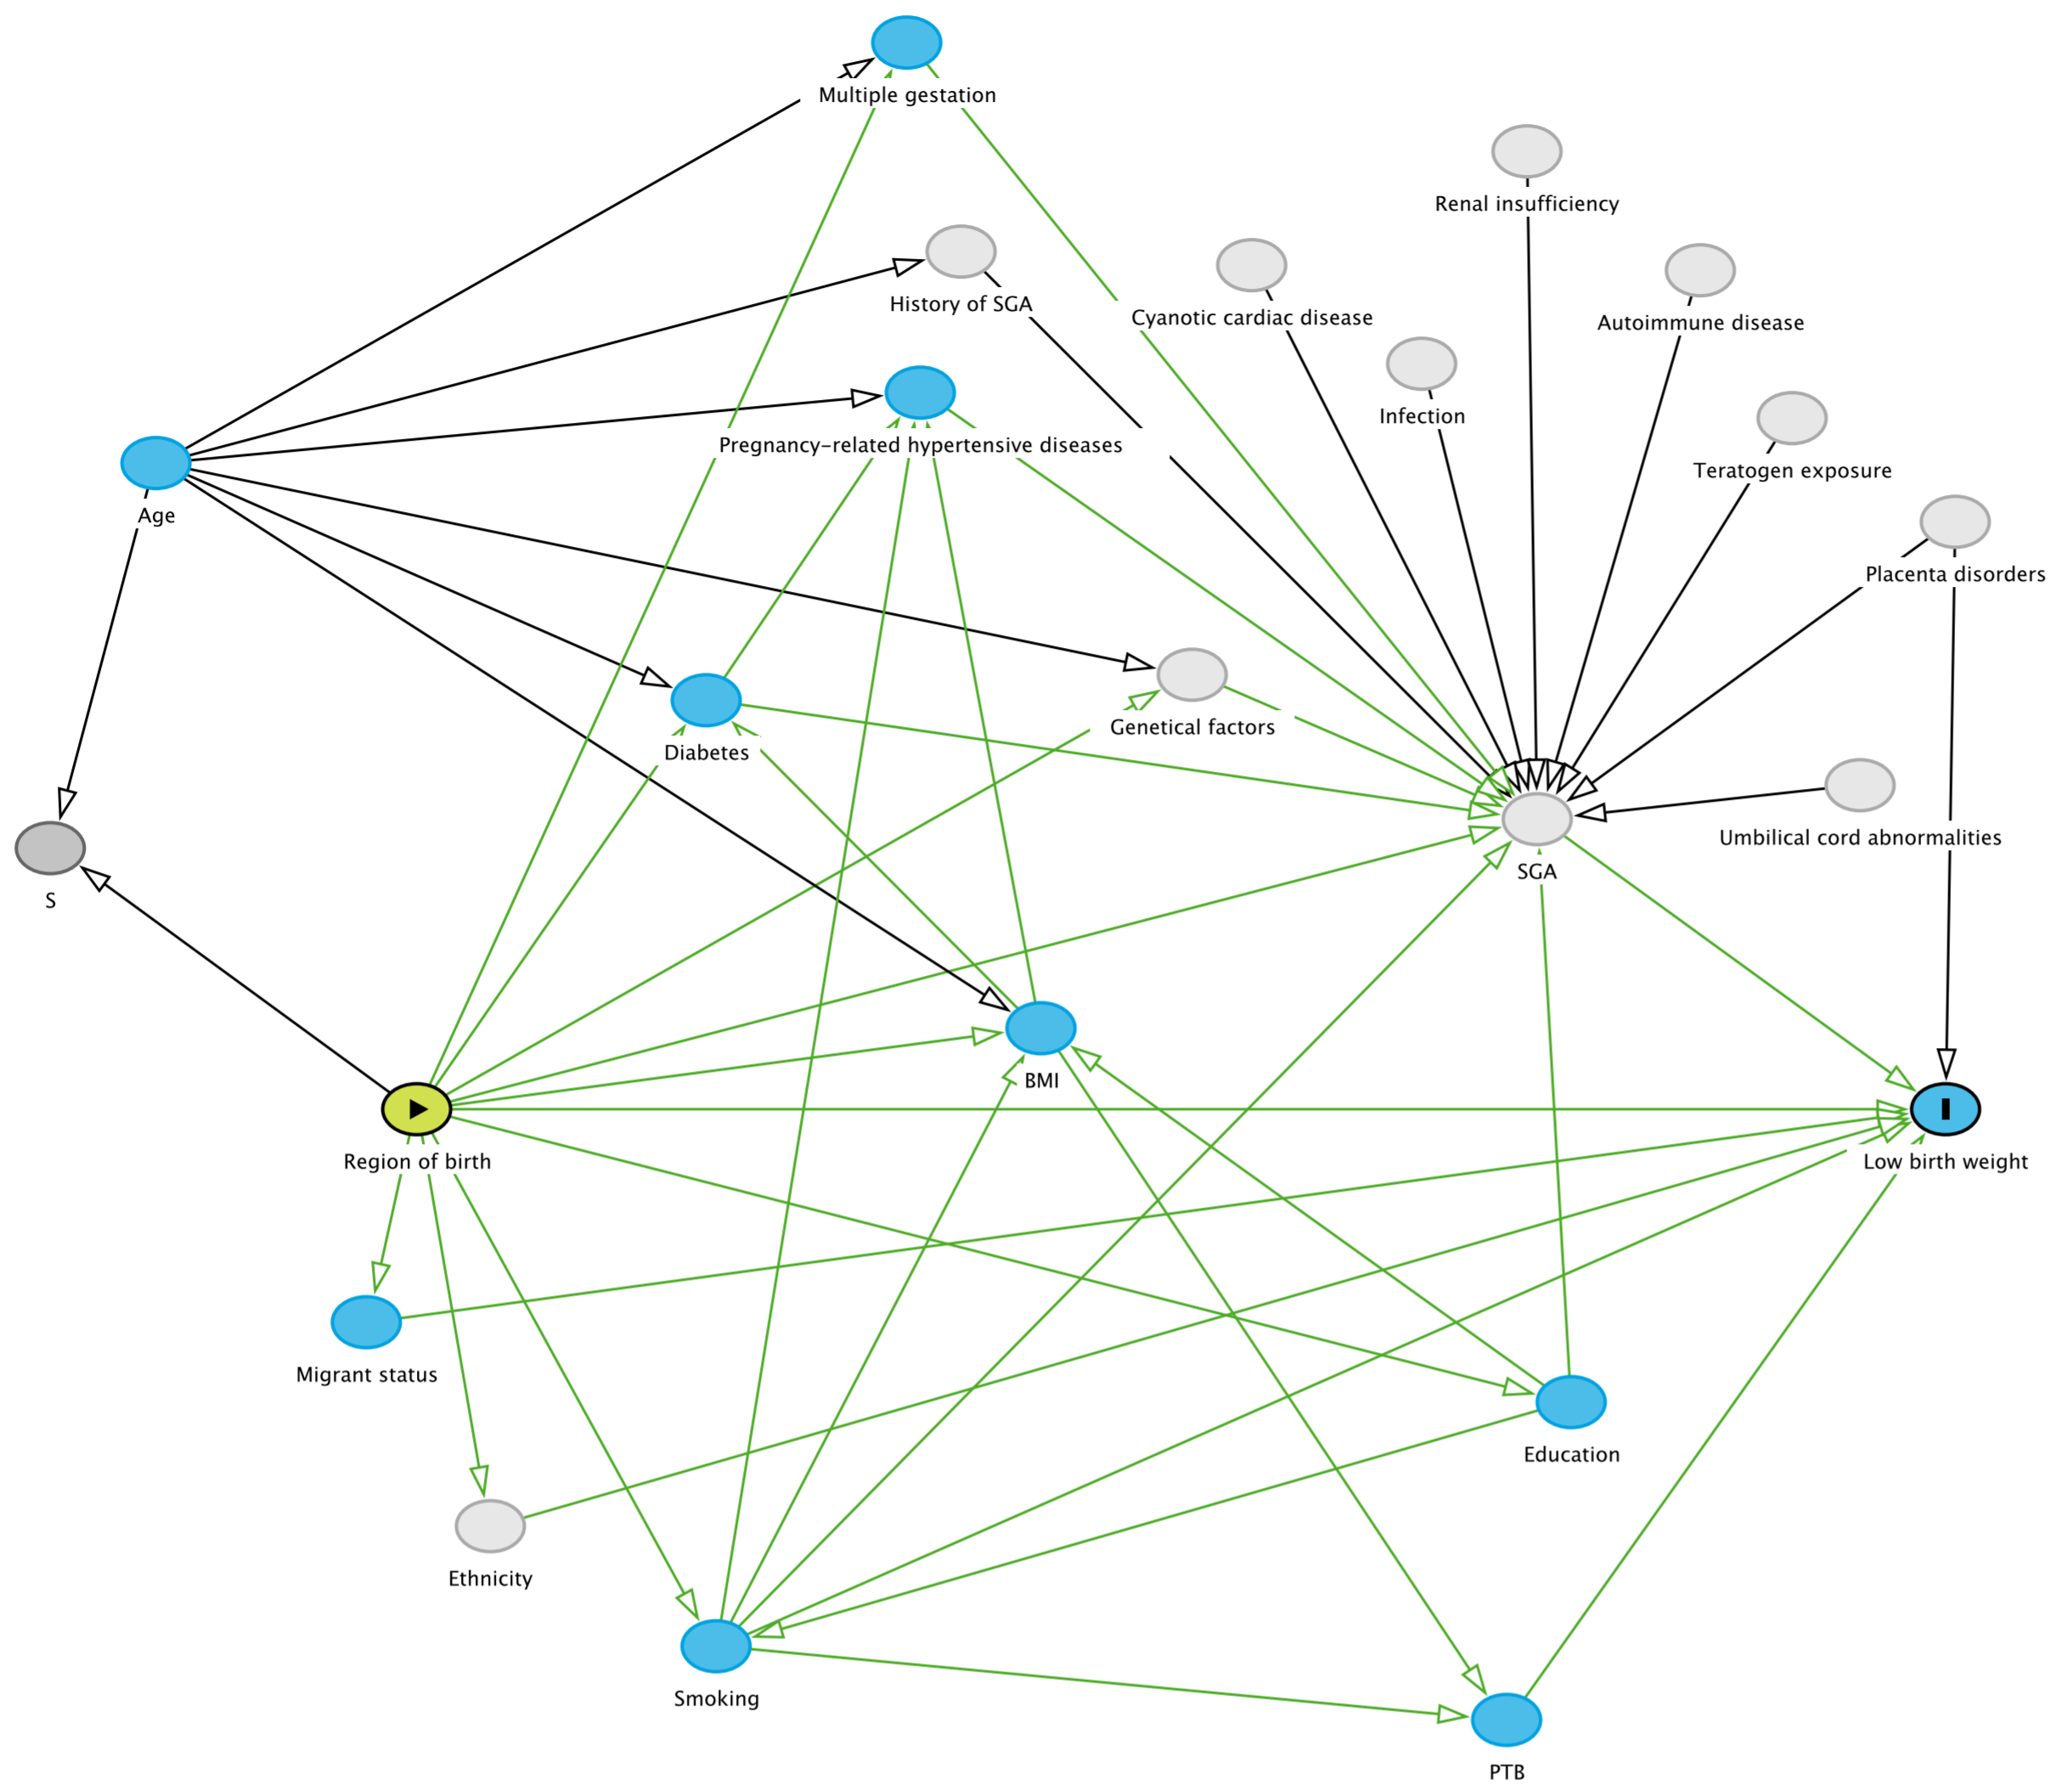 Multiple gestation
Renal insufficiency
History of SGA
Cyanotic cardiac disease
Autoimmune disease
Infection
Pregnancy-related hypertensive diseases
Teratogen exposure
Age
Placenta disorders
Genetical factors
Diabetes
Umbilical cord abnormalities
SGA
S
BMI
Region of birth
Low birth weight
Migrant status
Education
Ethnicity
Smoking
PTB